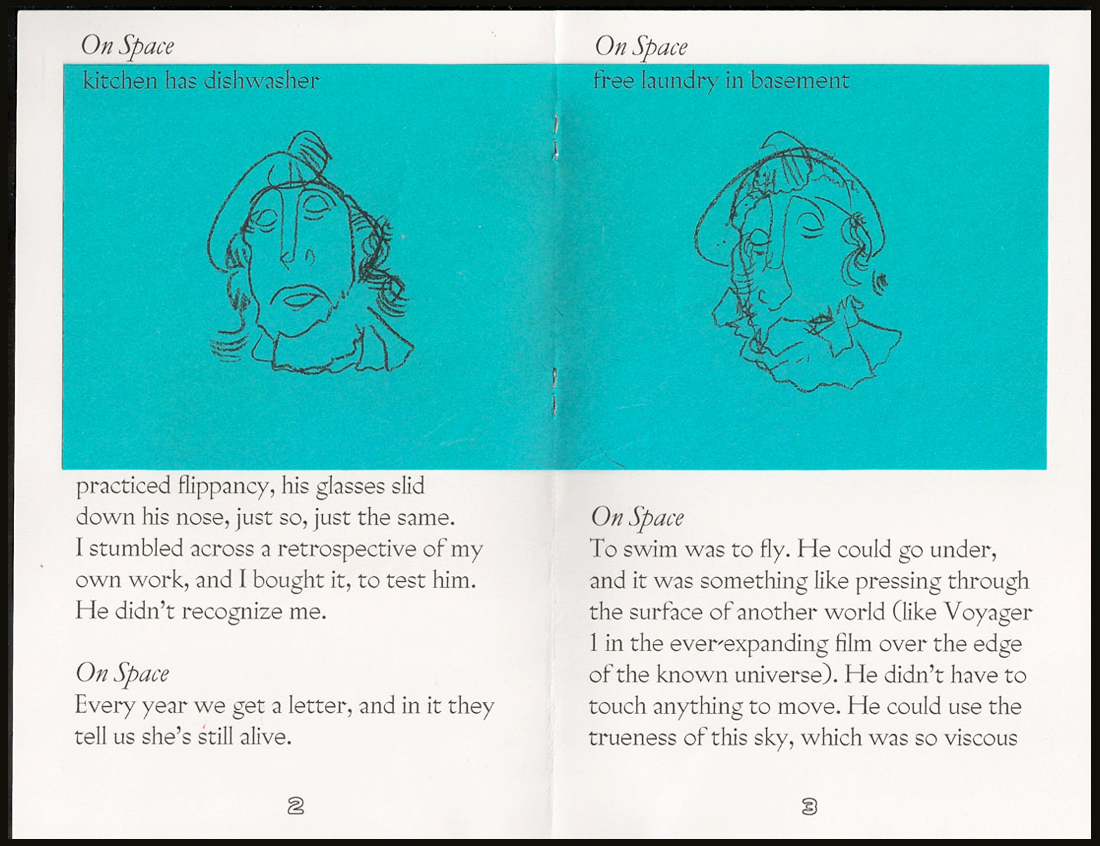 On Space
kitchen has dishwasher
practiced flippancy, his glasses slid
down his nose, just so, just the same.
I stumbled across a retrospective of my
own work, and I bought it, to test him.
He didn't recognize me.
On Space
Every year we get a letter, and in it they
tell us she's still alive.
2
On Space
free laundry in basement
On Space
To swim was to fly. He could go under,
and it was something like pressing through
the surface of another world (like Voyager
1 in the ever-expanding film over the edge
of the known universe). He didn't have to
touch anything to move. He could use the
trueness of this sky, which was so viscous
3